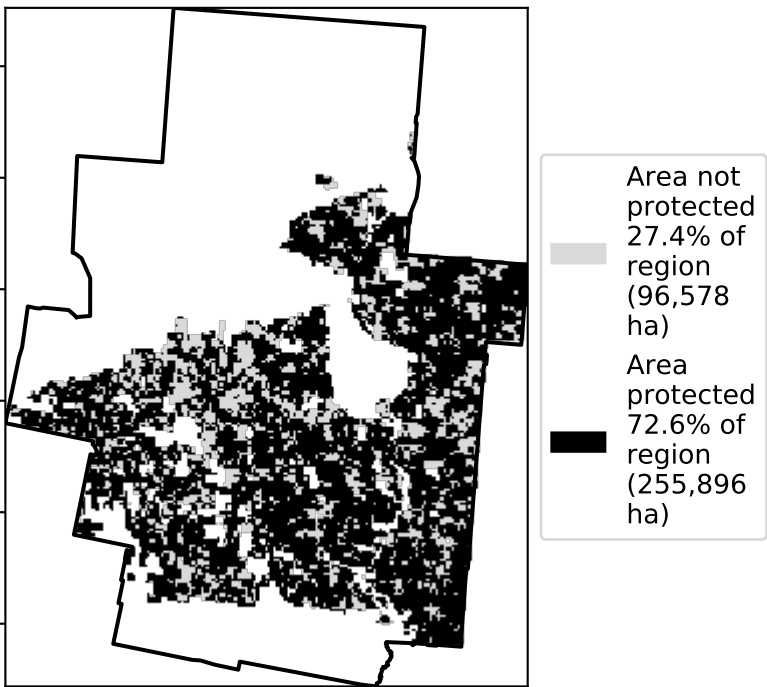 Area not
protected
27.4% of
region
(96,578
ha)
Area
protected
72.6% of
region
(255,896
ha)